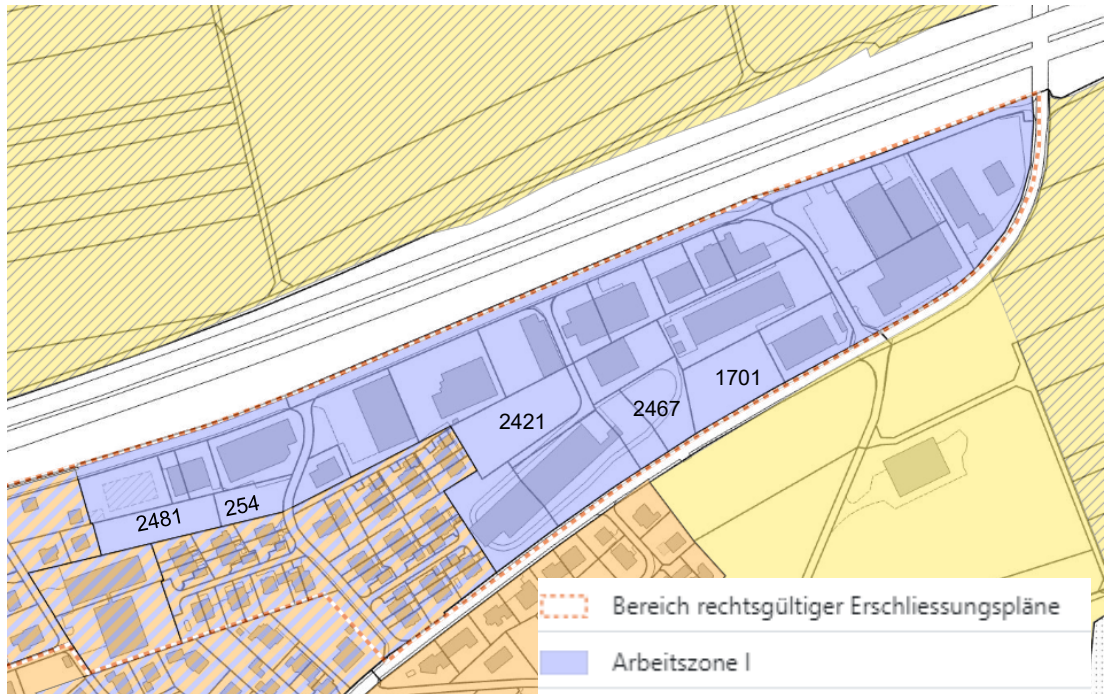 1701
2467
2421
254
2481
Bereich rechtsgültiger Erschliessungspläne
Arbeitszone I